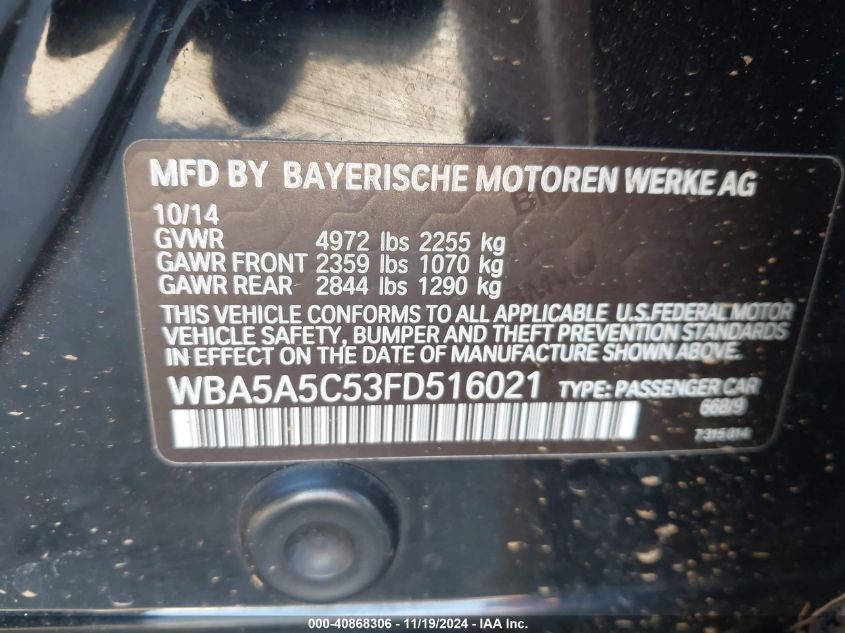 MFD BY BAYERISCHE MOTOREN WERKE AG
10/14
GVWR 4972 lbs 2255 kg
GAWR FRONT 2359 lbs 1070 kg
GAWR REAR 2844 lbs 1290 kg
THIS VEHICLE CONFORMS TO ALL APPLICABLE U.S.FEDERAL MOTOR
VEHICLE SAFETY, BUMPER AND THEFT PREVENTION STANDARDS
IN EFFECT ON THE DATE OF MANUFACTURE SHOWN ABOVE.
WBA5A5C53FD516021 TYPE: PASSENGER CAR
668/9
7 315 814
000-40868306 - 11/19/2024 - IAA Inc.